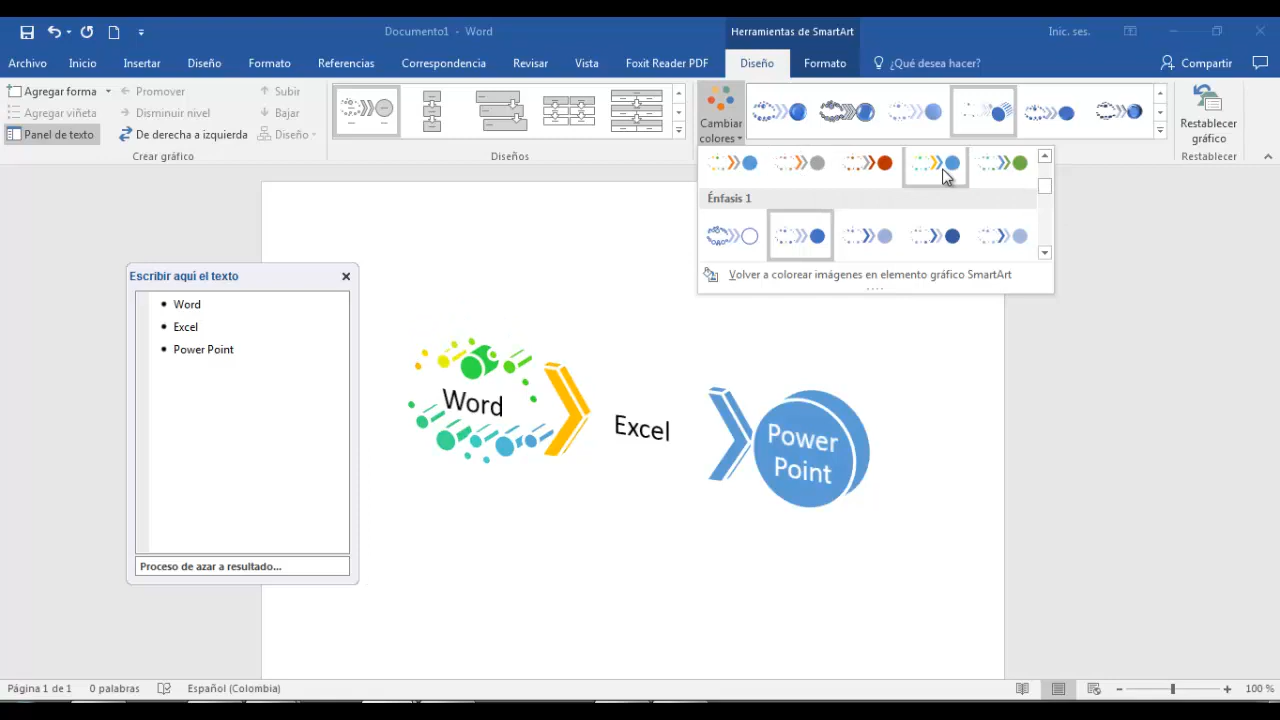 Documento1 - Word
Herramientas de SmartArt
Inic. ses.
Archivo
Inicio
Insertar
Diseño
Formato
Referencias
Correspondencia
Revisar
Vista
Foxit Reader PDF
Diseño
Formato
¿Qué desea hacer?
Compartir
Agregar forma
Promover
Subir
Agregar viñeta
Disminuir nivel
Bajar
Panel de texto
De derecha a izquierda
Diseño
Crear gráfico
Diseños
Cambiar
colores
Restablecer
gráfico
Restablecer
Énfasis 1
Volver a colorear imágenes en elemento gráfico SmartArt
Escribir aquí el texto
Word
Excel
Power Point
Proceso de azar a resultado...
Word
Excel
Power
Point
Página 1 de 1
0 palabras
Español (Colombia)
100 %